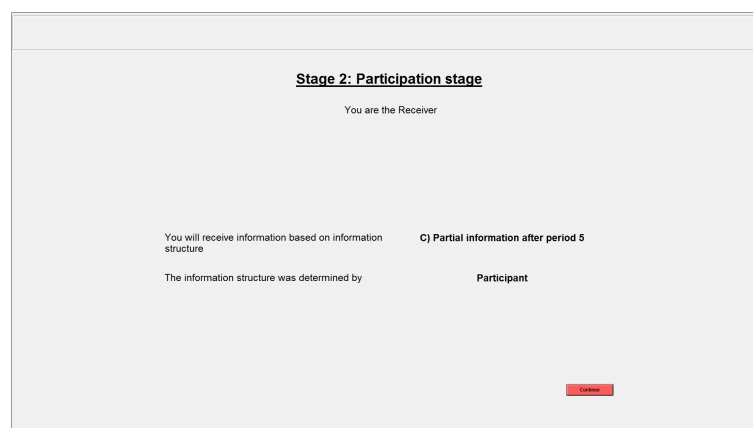 Stage 2: Participation stage
You are the Receiver
You will receive information based on information
structure
C) Partial information after period 5
The information structure was determined by
Participant
Continue